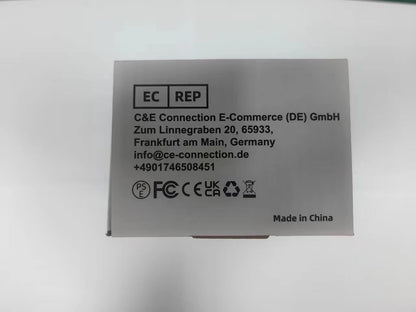 EC REP
C&E Connection E-Commerce (DE) GmbH
Zum Linnegraben 20, 65933,
Frankfurt am Main, Germany
info@ce-connection.de
+4901746508451
PS E FC CE UK CA
Made in China